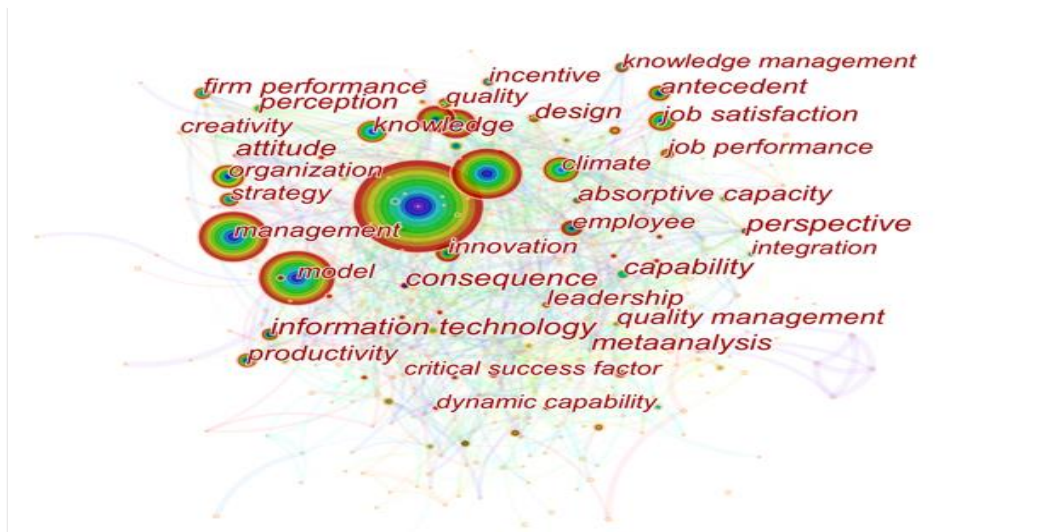 knowledge management
incentive
firm performance
antecedent
quality
perception
design
job satisfaction
creativity
knowledge
attitude
job performance
organization
climate
strategy
absorptive capacity
employee
perspective
management
innovation
integration
model
consequence
capability
leadership
information technology
quality management
metaanalysis
productivity
critical success factor
dynamic capability